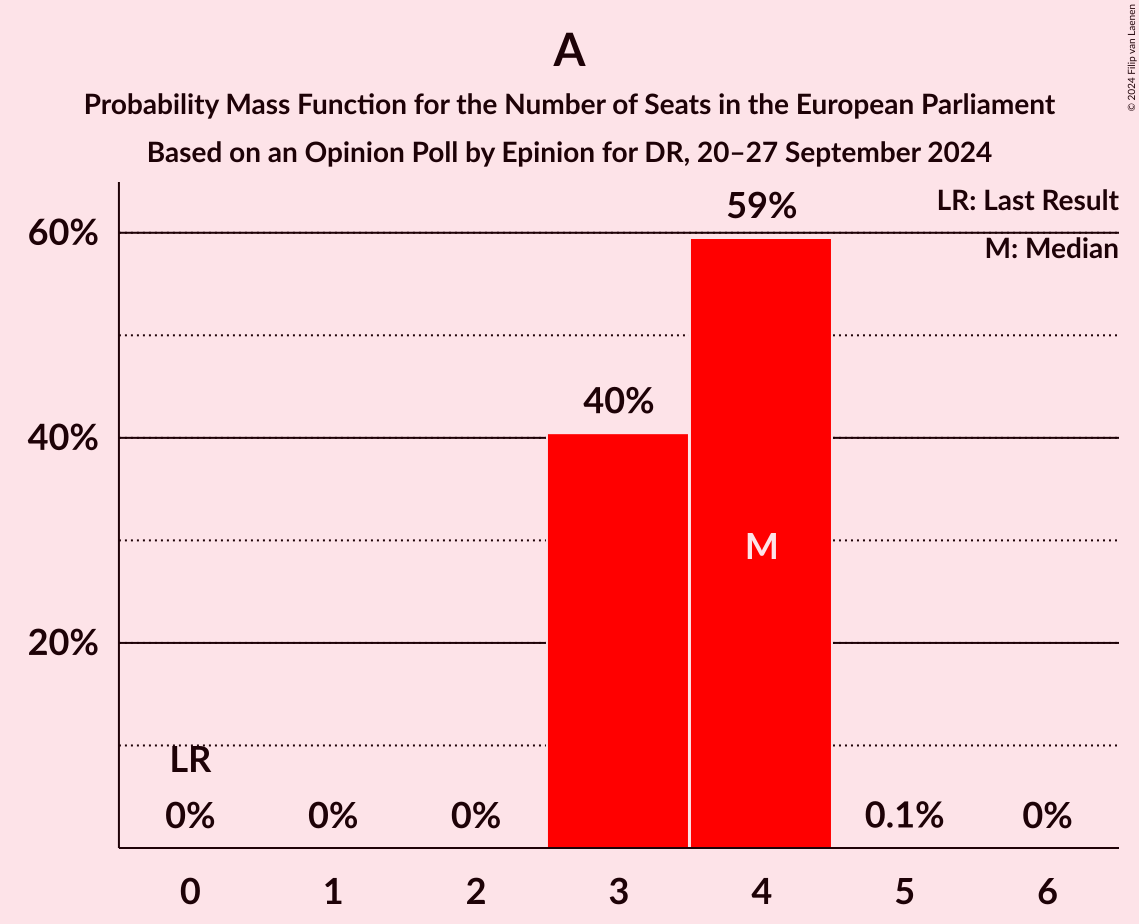 A
Probability Mass Function for the Number of Seats in the European Parliament
Based on an Opinion Poll by Epinion for DR, 20–27 September 2024
© 2024 Filip van Laenen
LR: Last Result
M: Median
60%
40%
20%
59%
40%
M
LR
0%
0%
0%
0.1%
0%
0
1
2
3
4
5
6